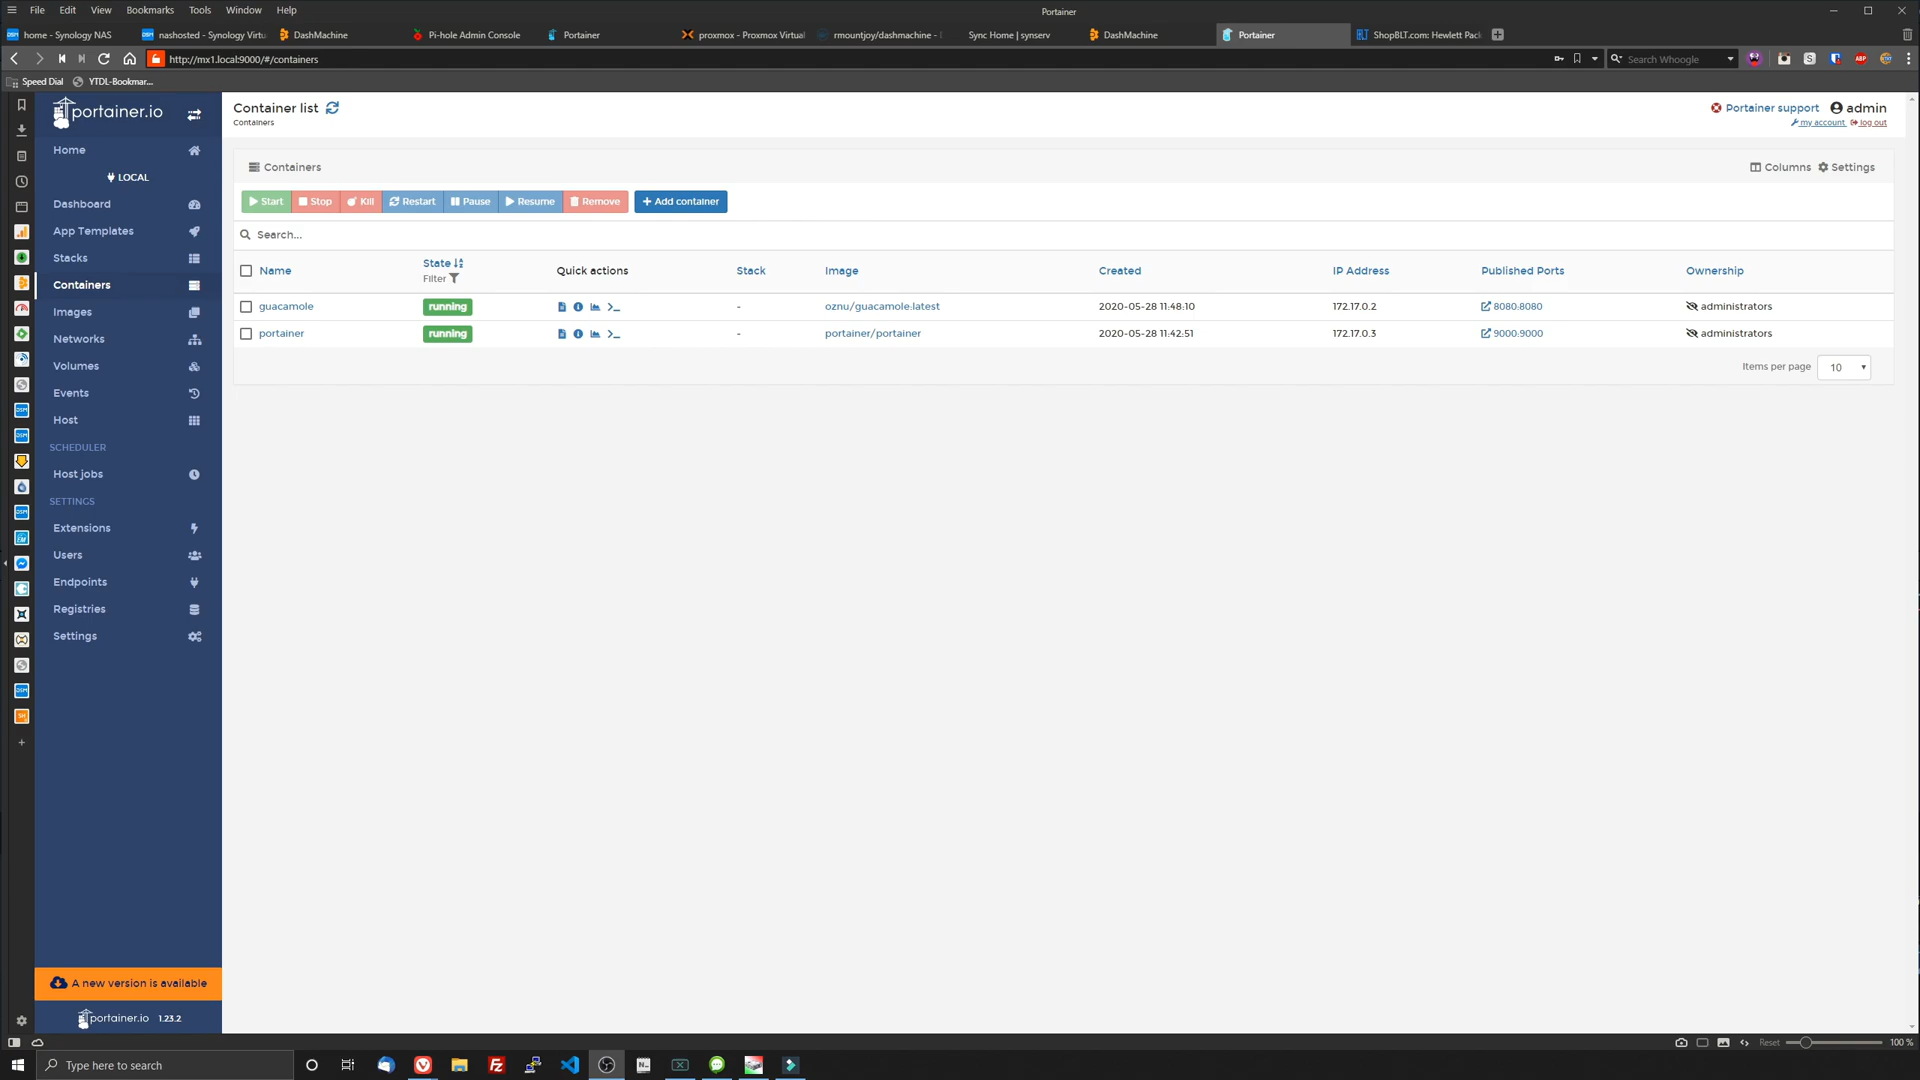 File Edit View Bookmarks Tools Window Help
Portainer
home - Synology NAS
nashosted - Synology Virtu
DashMachine
Pi-hole Admin Console
Portainer
proxmox - Proxmox Virtual
rmountjoy/dashmachine -
Sync Home | synserv
DashMachine
Portainer
ShopBLT.com: Hewlett Pack
http://mx1.local:9000/#/containers
Search Whoogle
Speed Dial
YTDL-Bookmar...
portainer.io
Home
LOCAL
Dashboard
App Templates
Stacks
Containers
Images
Networks
Volumes
Events
Host
SCHEDULER
Host jobs
SETTINGS
Extensions
Users
Endpoints
Registries
Settings
A new version is available
portainer.io 1.23.2
Container list
Containers
Portainer support admin
my account log out
Containers
Columns Settings
Start Stop Kill Restart Pause Resume Remove Add container
Search...
Name State Filter Quick actions Stack Image Created IP Address Published Ports Ownership
guacamole running - oznu/guacamole:latest 2020-05-28 11:48:10 172.17.0.2 8080:8080 administrators
portainer running - portainer/portainer 2020-05-28 11:42:51 172.17.0.3 9000:9000 administrators
Items per page 10
Reset 100 %
Type here to search